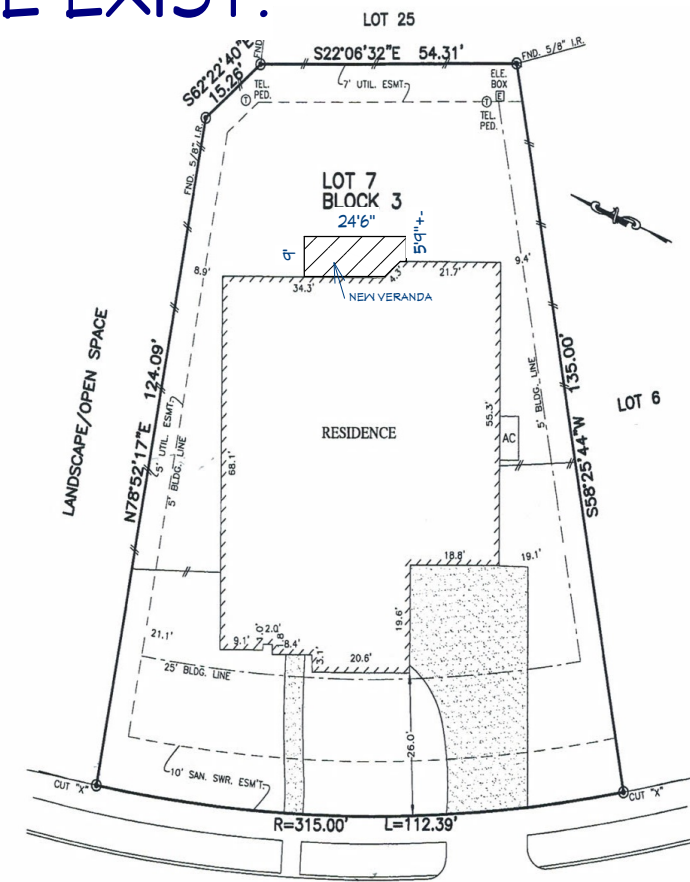 E EXIST.
LOT 25
S62°22'40"E
15.26'
FND
S22°06'32"E 54.31'
FND. 5/8" I.R.
7' UTIL. ESMT
TEL.
PED.
T
ELE.
BOX
E
T
TEL.
PED.
FND. 5/8" I.R.
LOT 7
BLOCK 3
24'6"
9'
5'9"+-
8.9'
34.3'
4.3'
21.7'
9.4'
NEW VERANDA
LANDSCAPE/OPEN SPACE
N78°52'17"E 124.09'
5' UTIL. ESMT
5' BLDG. LINE
68.1'
RESIDENCE
55.3'
AC
5' BLDG. LINE
S58°25'44"W 135.00'
LOT 6
18.8'
19.1'
19.6'
21.1'
9.1'
2.0'
1.8'
8.4'
3.1'
20.6'
25' BLDG. LINE
26.0'
10' SAN. SWR. ESM'T.
CUT "X"
CUT "X"
R=315.00' L=112.39'